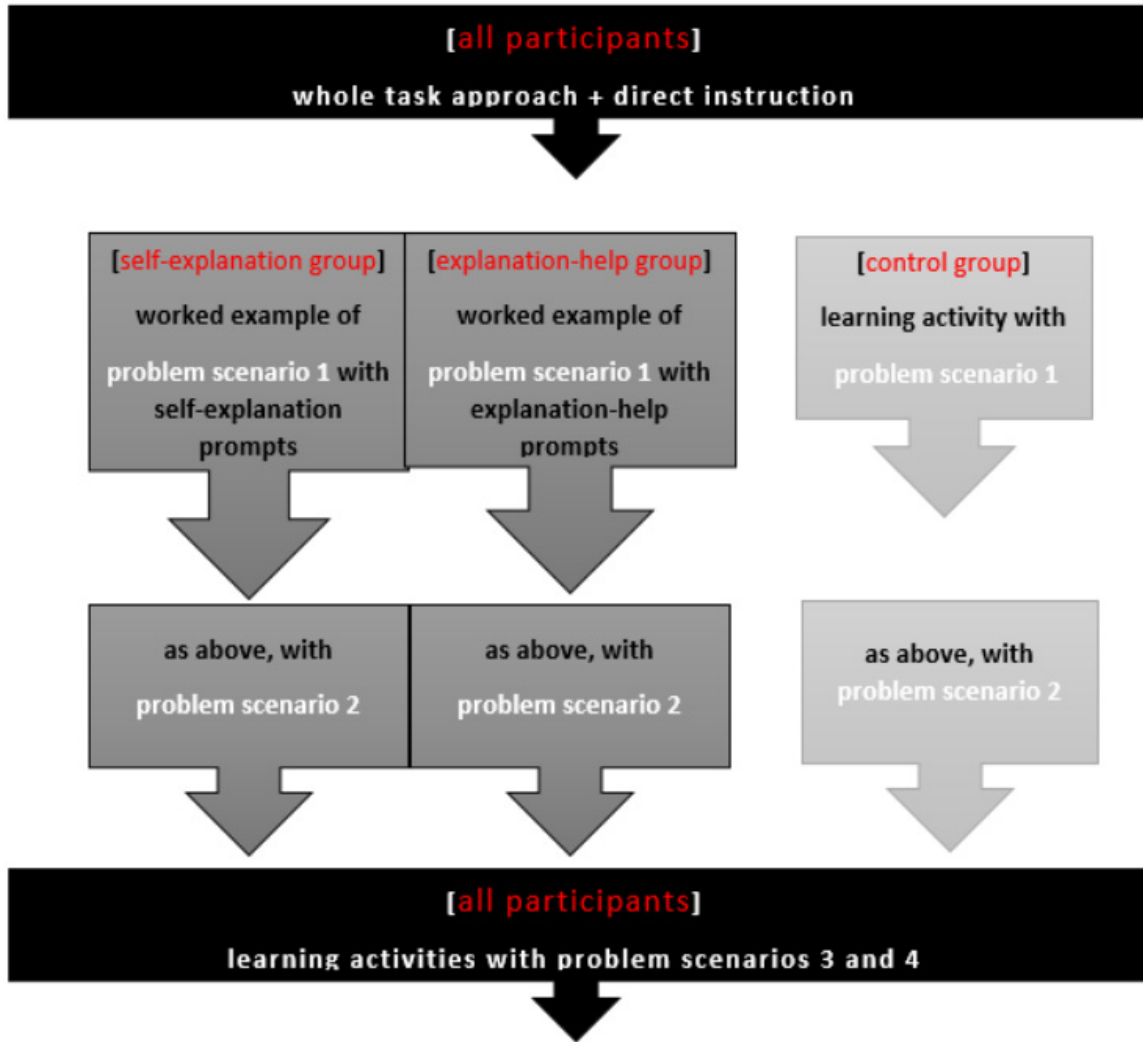 [all participants]
whole task approach + direct instruction
[self-explanation group]
worked example of
problem scenario 1 with
self-explanation
prompts
[explanation-help group]
worked example of
problem scenario 1 with
explanation-help
prompts
[control group]
learning activity with
problem scenario 1
as above, with
problem scenario 2
as above, with
problem scenario 2
as above, with
problem scenario 2
[all participants]
learning activities with problem scenarios 3 and 4